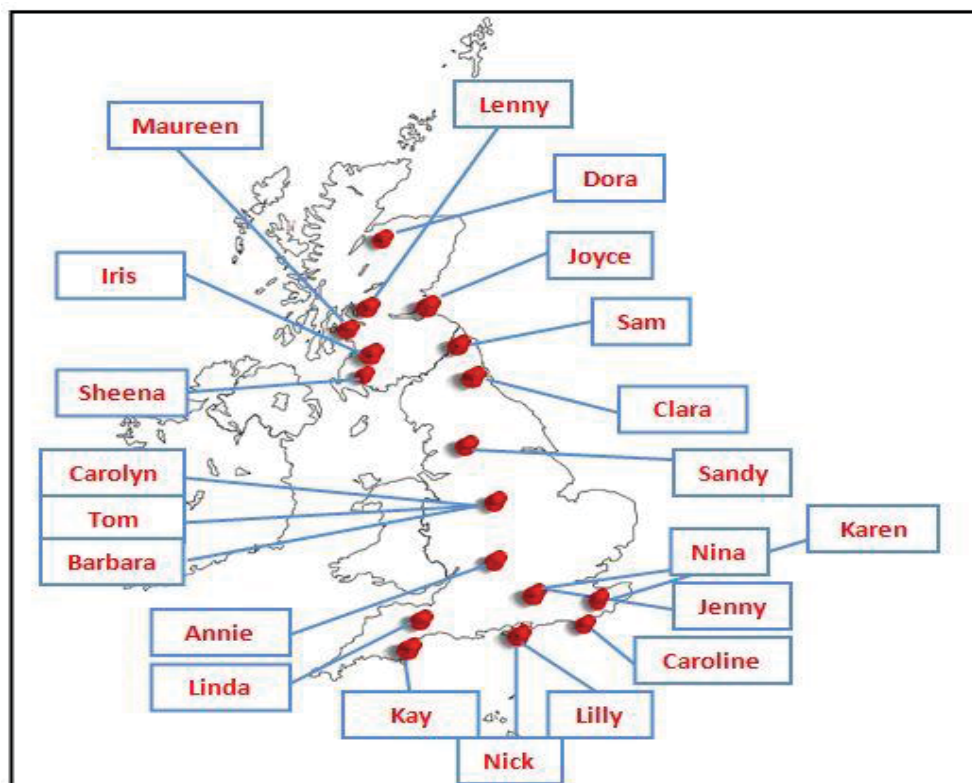 Lenny
Maureen
Dora
Joyce
Iris
Sam
Sheena
Clara
Carolyn
Sandy
Tom
Karen
Barbara
Nina
Jenny
Annie
Caroline
Linda
Kay
Lilly
Nick